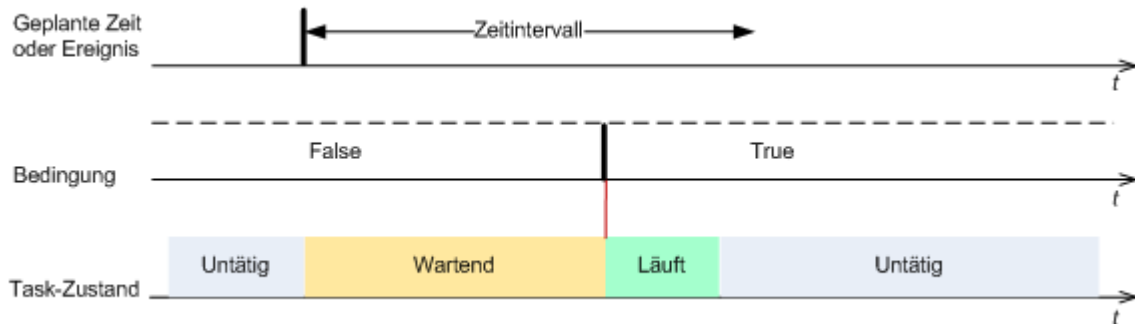 Geplante Zeit
oder Ereignis
Zeitintervall
t
False
True
Bedingung
t
Untätig
Wartend
Läuft
Untätig
Task-Zustand
t